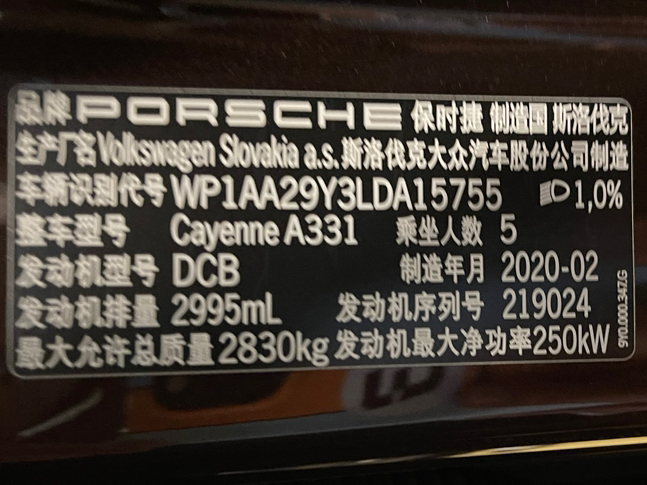 品牌 PORSCHE 保时捷 制造国 斯洛伐克
生产厂名 Volkswagen Slovakia a.s. 斯洛伐克大众汽车股份公司制造
车辆识别代号 WP1AA29Y3LDA15755 1,0%
整车型号 Cayenne A331 乘坐人数 5
发动机型号 DCB 制造年月 2020-02
发动机排量 2995mL 发动机序列号 219024
最大允许总质量 2830kg 发动机最大净功率 250kW
9Y0.000.347.G